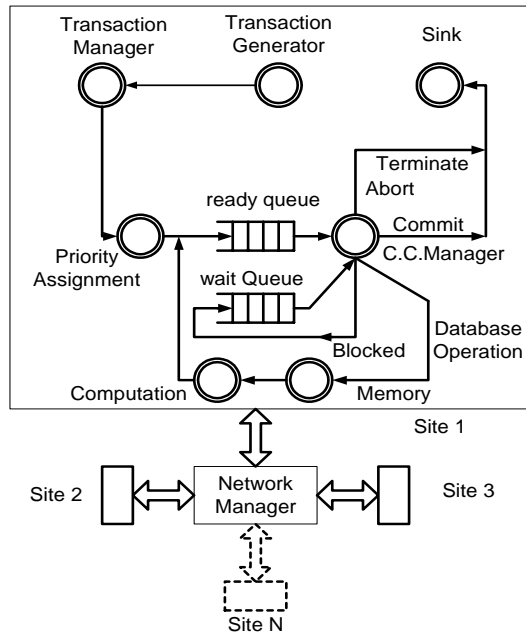 Transaction
Manager
Transaction
Generator
Sink
Terminate
Abort
ready queue
Commit
C.C.Manager
Priority
Assignment
wait Queue
Database
Operation
Blocked
Computation
Memory
Site 1
Site 2
Network
Manager
Site 3
Site N